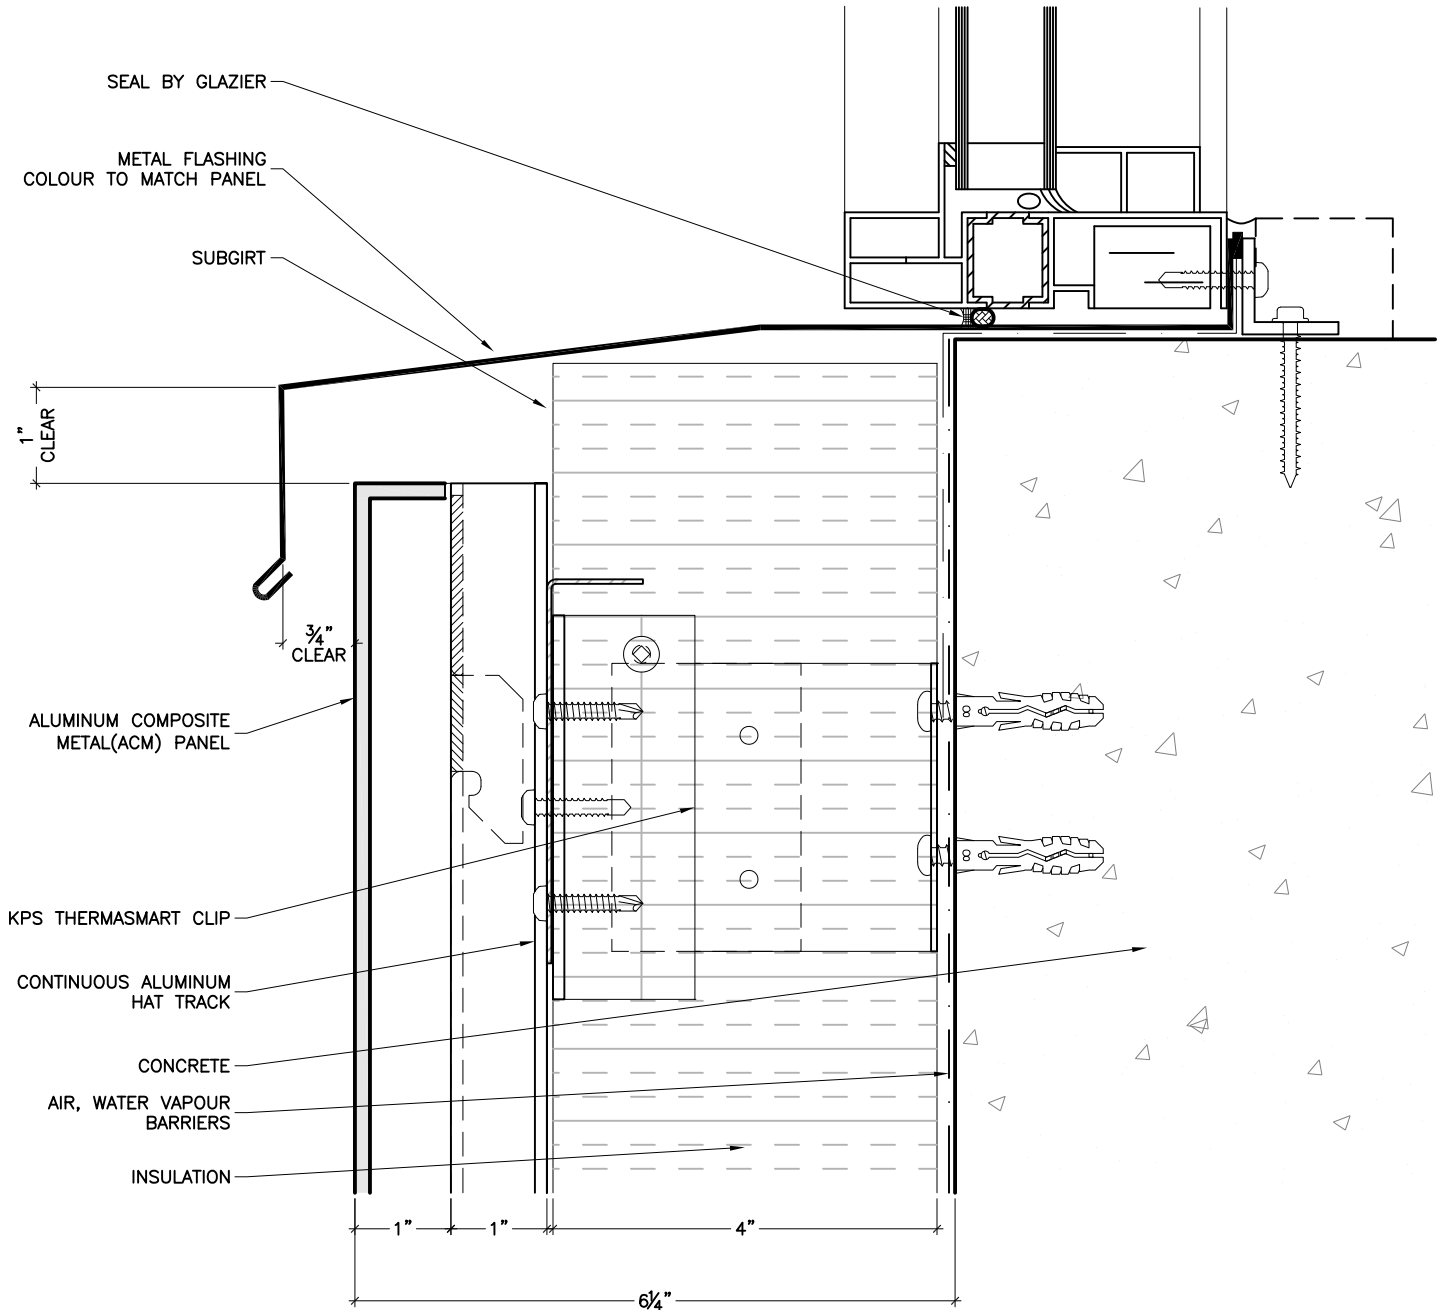 SEAL BY GLAZIER
METAL FLASHING
COLOUR TO MATCH PANEL
SUBGIRT
1"
CLEAR
3/4"
CLEAR
ALUMINUM COMPOSITE
METAL(ACM) PANEL
KPS THERMASMART CLIP
CONTINUOUS ALUMINUM
HAT TRACK
CONCRETE
AIR, WATER VAPOUR
BARRIERS
INSULATION
1" 1" 4"
61/4"